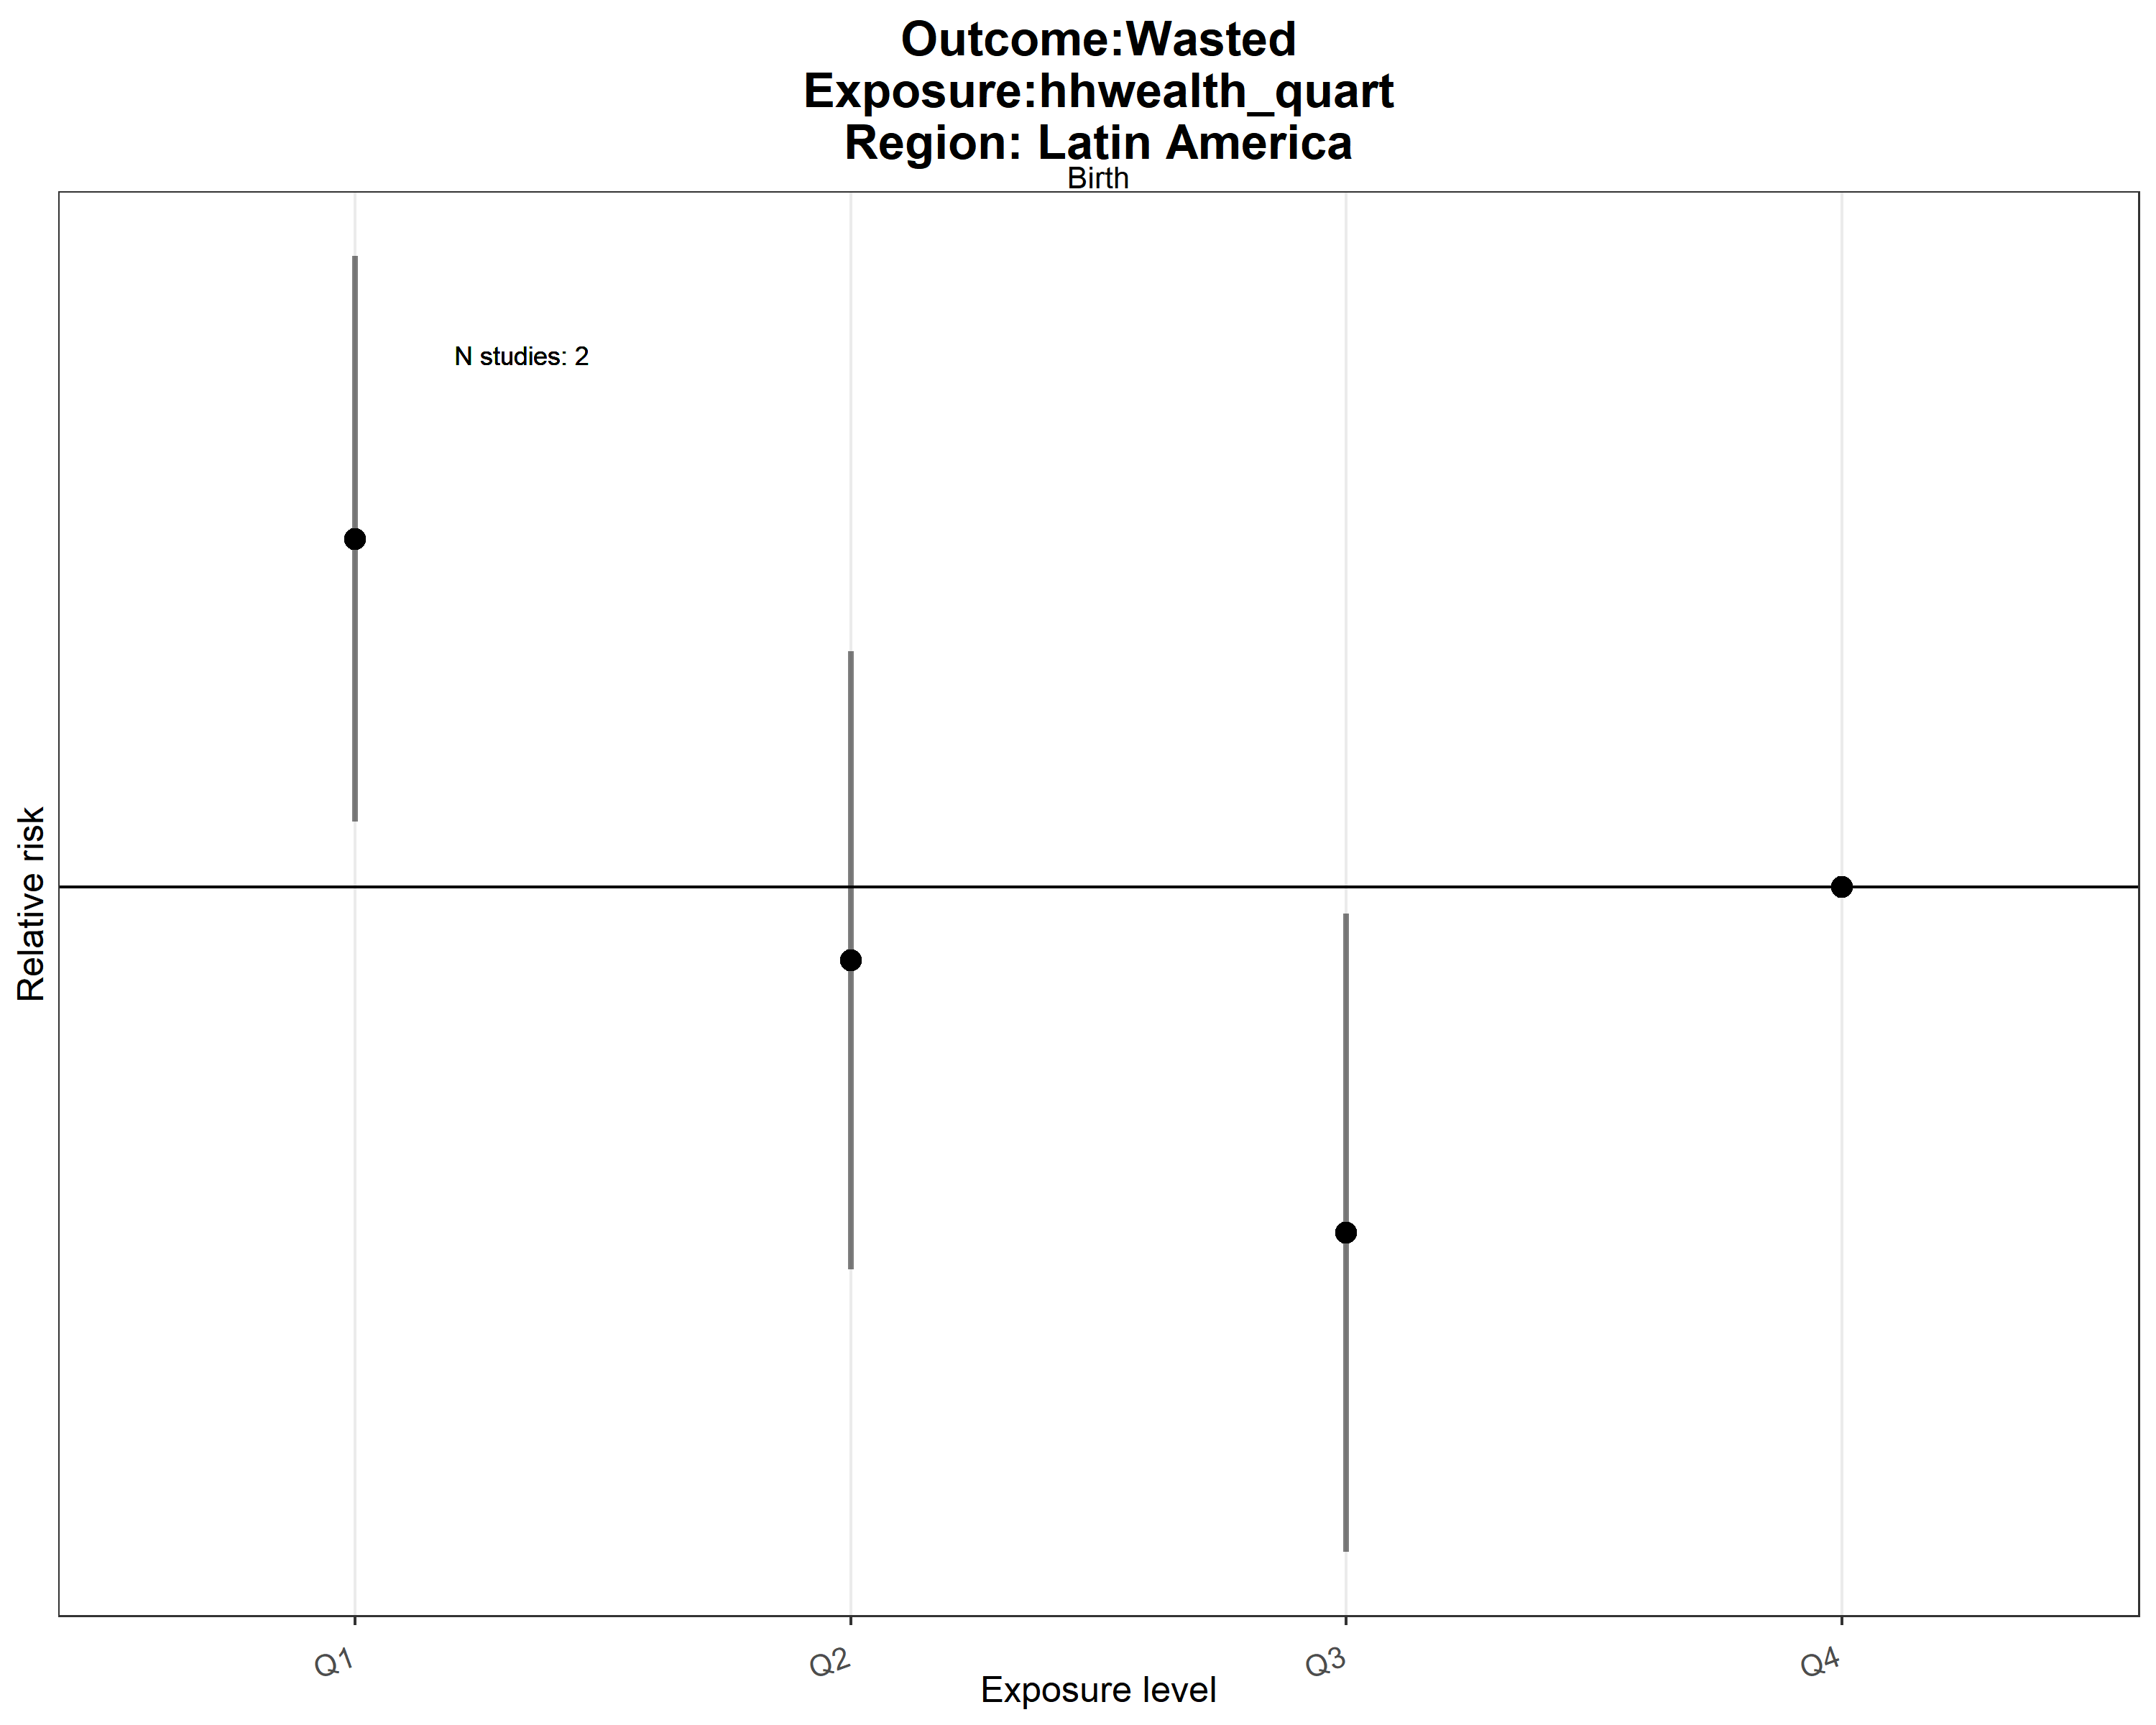 Outcome:Wasted
Exposure:hhwealth_quart
Region: Latin America
Birth
N studies: 2
Relative risk
Q1
Q2
Q3
Q4
Exposure level